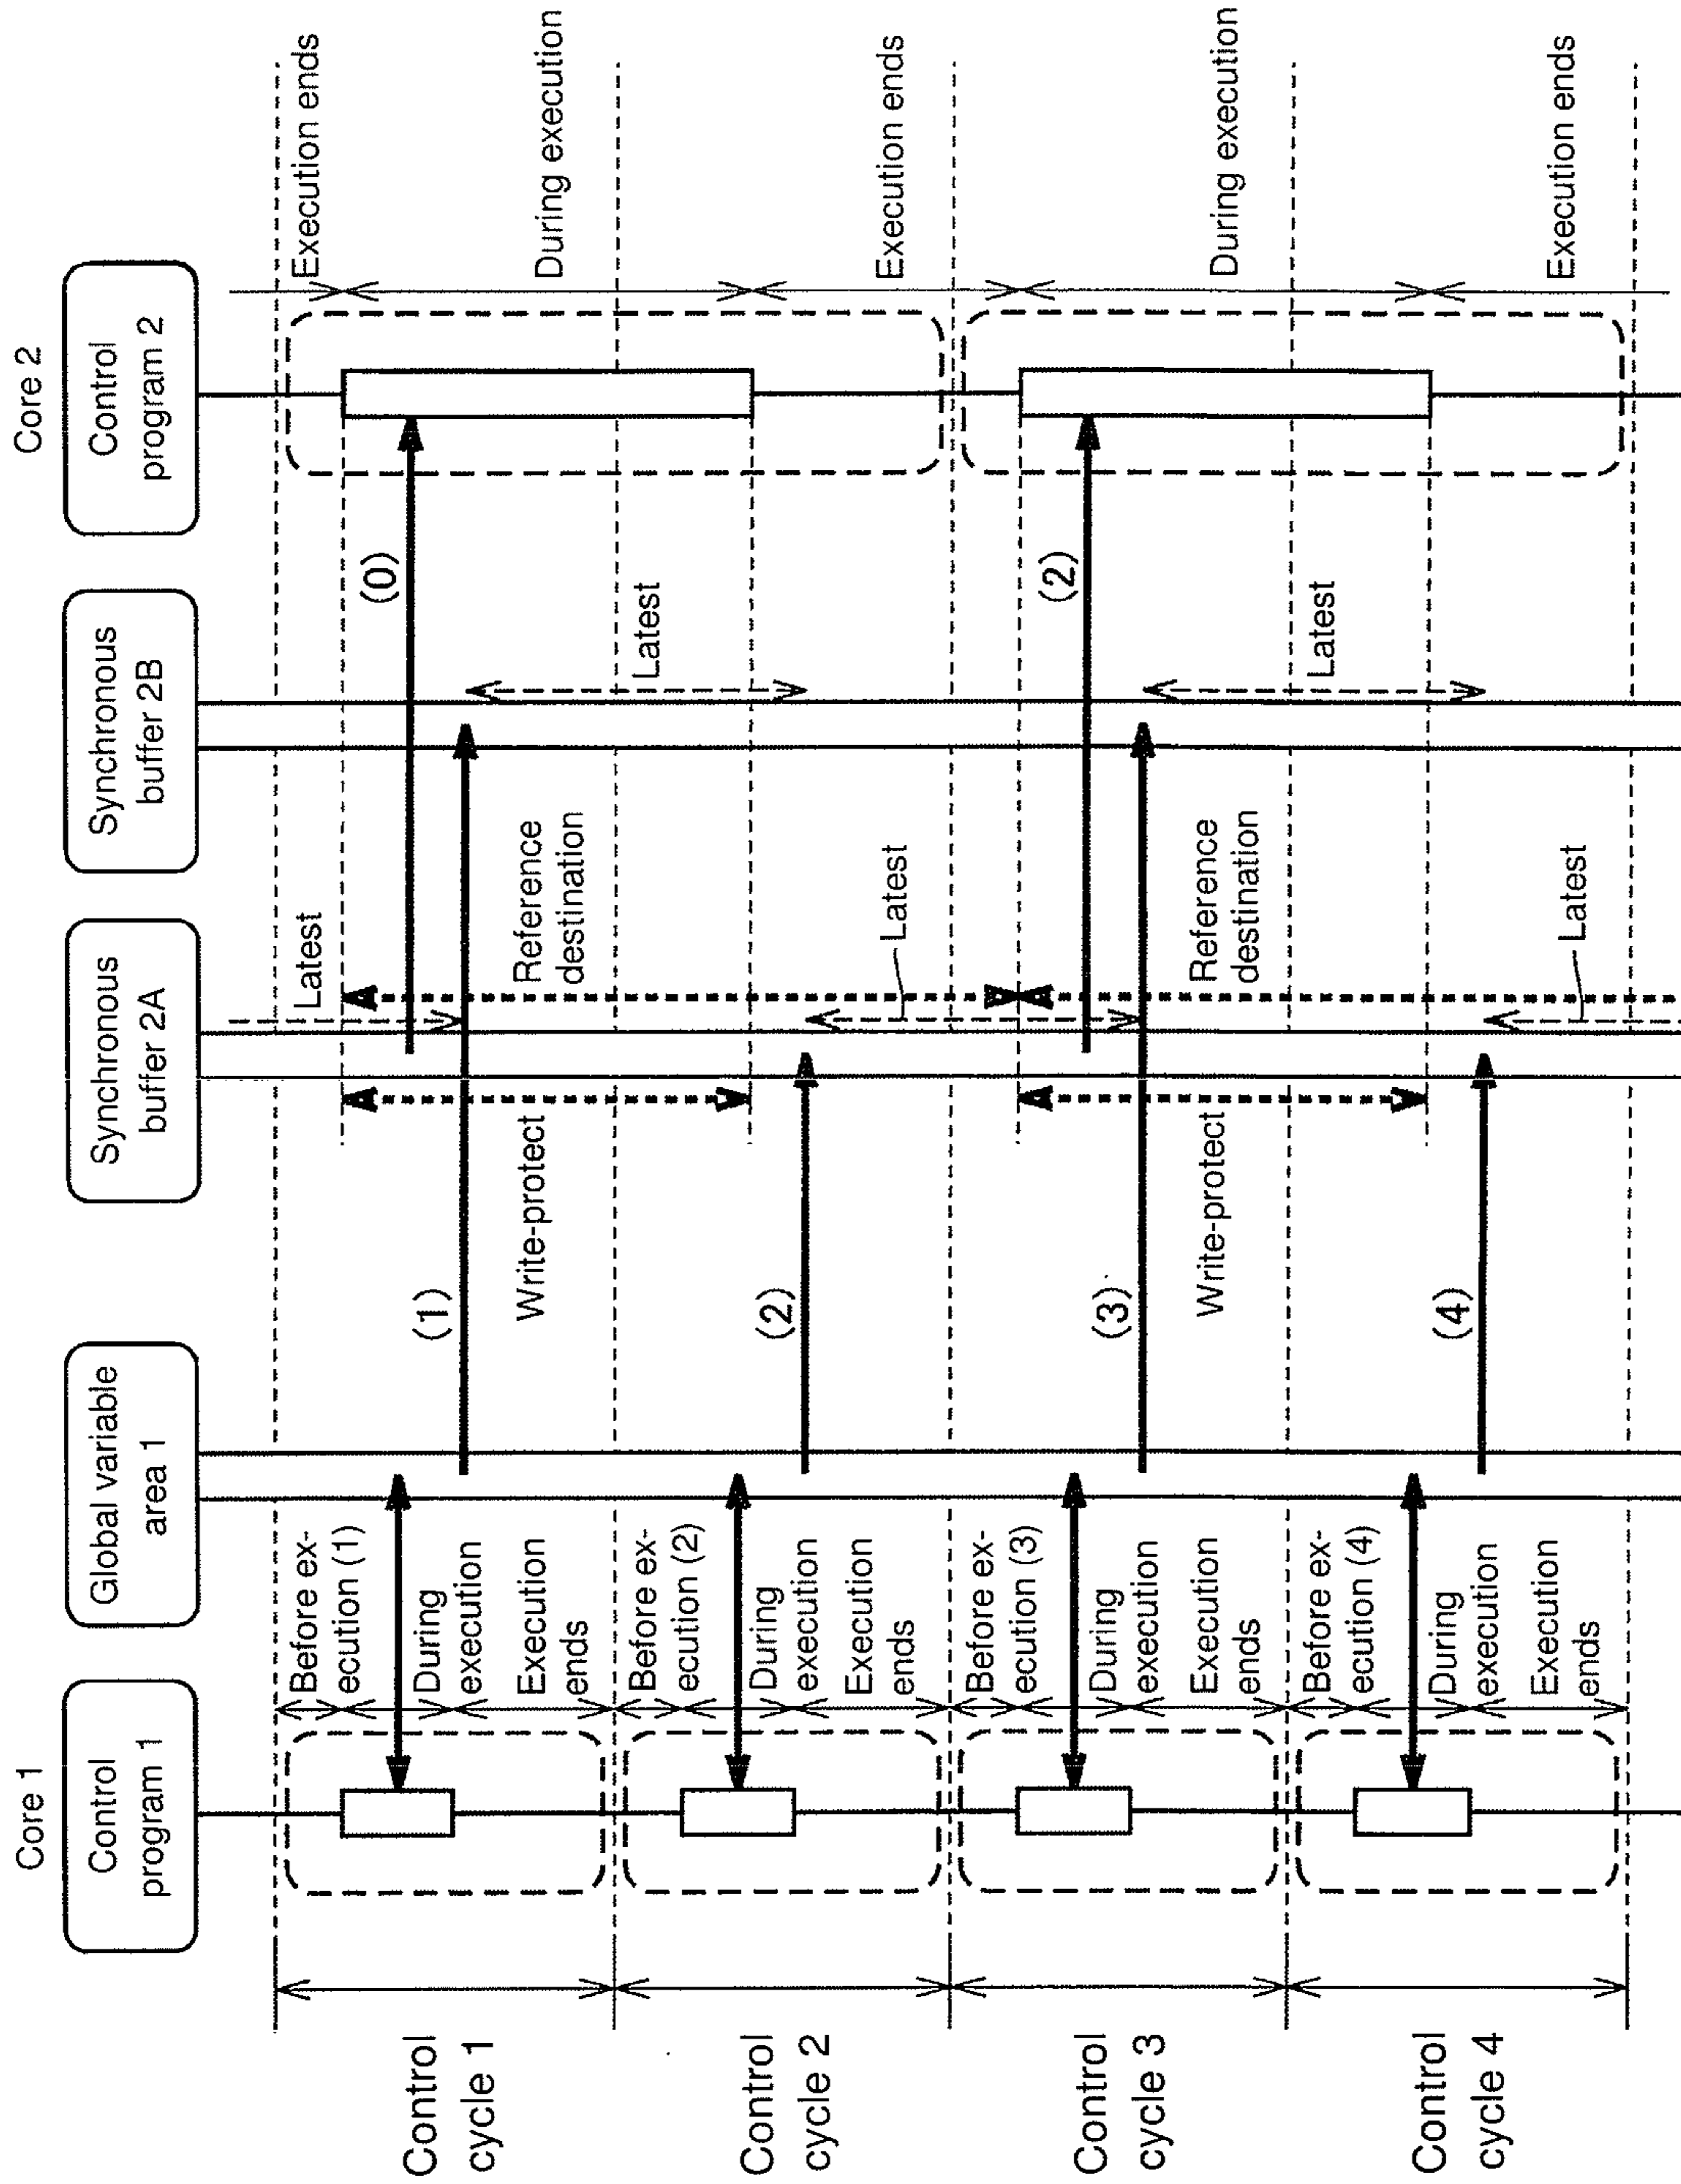 Core 1
Core 2
Control
program 1
Global variable
area 1
Synchronous
buffer 2A
Synchronous
buffer 2B
Control
program 2
Control
cycle 1
Before ex-
ecution (1)
During
execution
Execution
ends
(1)
Write-protect
Latest
Reference
destination
(0)
Latest
Execution ends
During execution
Control
cycle 2
Before ex-
ecution (2)
During
execution
Execution
ends
(2)
Latest
Execution ends
Control
cycle 3
Before ex-
ecution (3)
During
execution
Execution
ends
(3)
Write-protect
Reference
destination
(2)
Latest
During execution
Control
cycle 4
Before ex-
ecution (4)
During
execution
Execution
ends
(4)
Latest
Execution ends